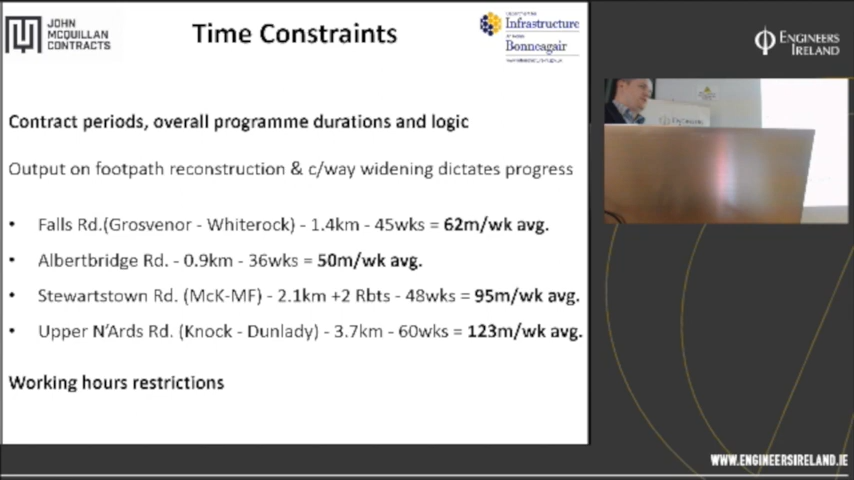 JOHN
MCQUILLAN
CONTRACTS
Time Constraints
Infrastructure
Bonneagair
ENGINEERS
IRELAND
Contract periods, overall programme durations and logic
Output on footpath reconstruction & c/way widening dictates progress
• Falls Rd.(Grosvenor - Whiterock) - 1.4km - 45wks = 62m/wk avg.
• Albertbridge Rd. - 0.9km - 36wks = 50m/wk avg.
• Stewartstown Rd. (McK-MF) - 2.1km +2 Rbts - 48wks = 95m/wk avg.
• Upper N'Ards Rd. (Knock - Dunlady) - 3.7km - 60wks = 123m/wk avg.
Working hours restrictions
WWW.ENGINEERSIRELAND.IE